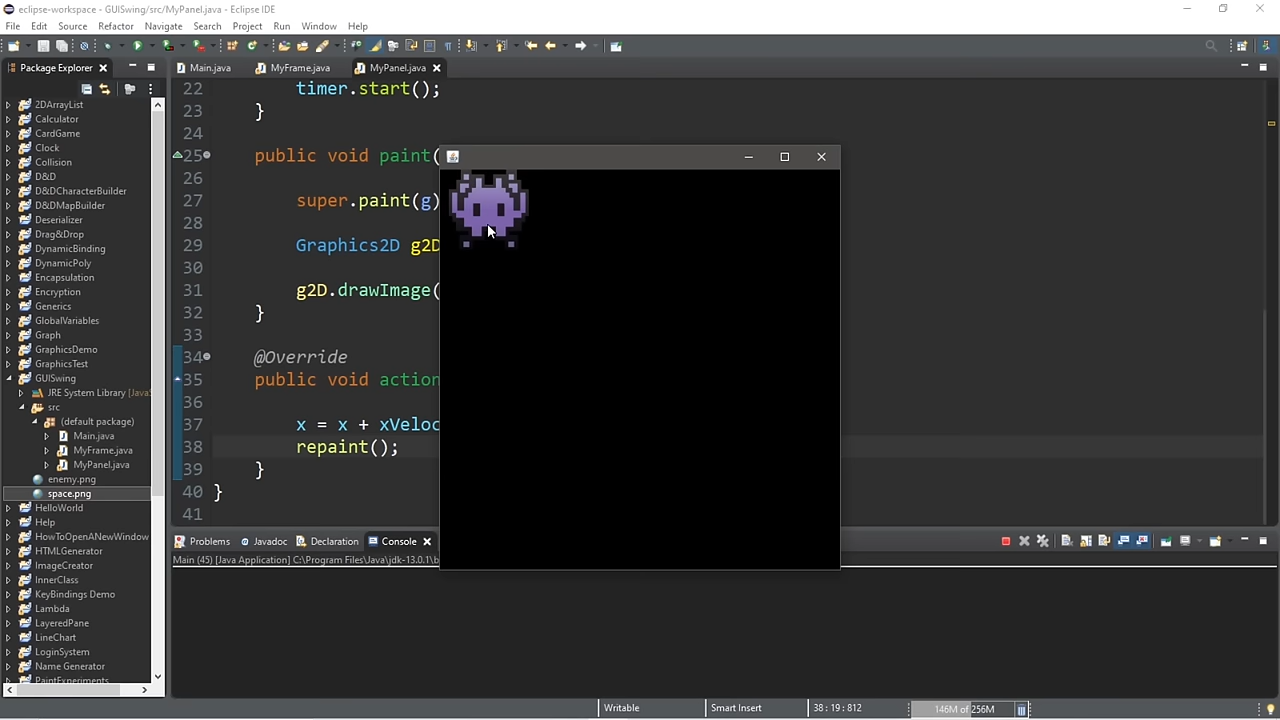 eclipse-workspace - GUISwing/src/MyPanel.java - Eclipse IDE
File Edit Source Refactor Navigate Search Project Run Window Help
Package Explorer
Main.java MyFrame.java MyPanel.java
2DArrayList
Calculator
CardGame
Clock
Collision
D&D
D&DCharacterBuilder
D&DMapBuilder
Deserializer
Drag&Drop
DynamicBinding
DynamicPoly
Encapsulation
Encryption
Generics
GlobalVariables
Graph
GraphicsDemo
GraphicsTest
GUISwing
JRE System Library [JavaS
src
(default package)
Main.java
MyFrame.java
MyPanel.java
enemy.png
space.png
HelloWorld
Help
HowToOpenANewWindow
HTMLGenerator
ImageCreator
InnerClass
KeyBindings Demo
Lambda
LayeredPane
LineChart
LoginSystem
Name Generator
PaintExperiments
22 timer.start();
23 }
24
25 public void paint(
26
27 super.paint(g)
28
29 Graphics2D g2D
30
31 g2D.drawImage(
32 }
33
34 @Override
35 public void action
36
37 x = x + xVeloc
38 repaint();
39 }
40 }
41
Problems Javadoc Declaration Console
Main (45) [Java Application] C:\Program Files\Java\jdk-13.0.1\b
Writable Smart Insert 38 : 19 : 812 146M of 256M